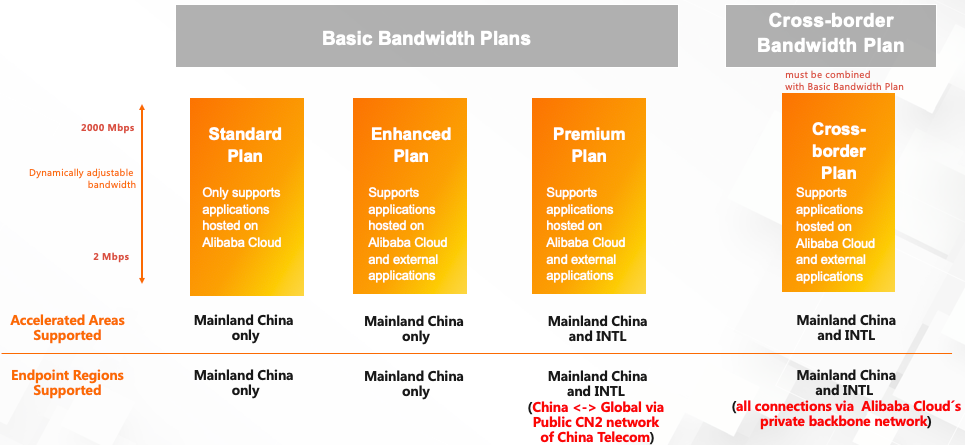 Basic Bandwidth Plans
Cross-border
Bandwidth Plan
must be combined
with Basic Bandwidth Plan
2000 Mbps
Dynamically adjustable
bandwidth
2 Mbps
Standard
Plan
Only supports
applications
hosted on
Alibaba Cloud
Enhanced
Plan
Supports
applications
hosted on
Alibaba Cloud
and external
applications
Premium
Plan
Supports
applications
hosted on
Alibaba Cloud
and external
applications
Cross-
border
Plan
Supports
applications
hosted on
Alibaba Cloud
and external
applications
Accelerated Areas
Supported
Mainland China
only
Mainland China
only
Mainland China
and INTL
Mainland China
and INTL
Endpoint Regions
Supported
Mainland China
only
Mainland China
only
Mainland China
and INTL
(China <-> Global via
Public CN2 network
of China Telecom)
Mainland China
and INTL
(all connections via Alibaba Cloud´s
private backbone network)